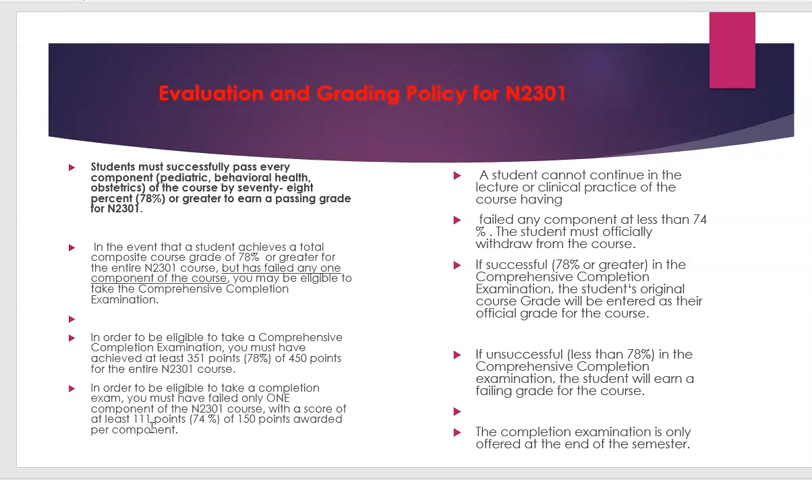 Evaluation and Grading Policy for N2301
Students must successfully pass every
component (pediatric, behavioral health,
obstetrics) of the course by seventy- eight
percent (78%) or greater to earn a passing grade
for N2301.
In the event that a student achieves a total
composite course grade of 78% or greater for
the entire N2301 course, but has failed any one
component of the course, you may be eligible to
take the Comprehensive Completion
Examination.
In order to be eligible to take a Comprehensive
Completion Examination, you must have
achieved at least 351 points (78%) of 450 points
for the entire N2301 course.
In order to be eligible to take a completion
exam, you must have failed only ONE
component of the N2301 course, with a score of
at least 111 points (74 %) of 150 points awarded
per component.
A student cannot continue in the
lecture or clinical practice of the
course having
failed any component at less than 74
% . The student must officially
withdraw from the course.
If successful (78% or greater) in the
Comprehensive Completion
Examination, the student's original
course Grade will be entered as their
official grade for the course.
If unsuccessful (less than 78%) in the
Comprehensive Completion
examination, the student will earn a
failing grade for the course.
The completion examination is only
offered at the end of the semester.